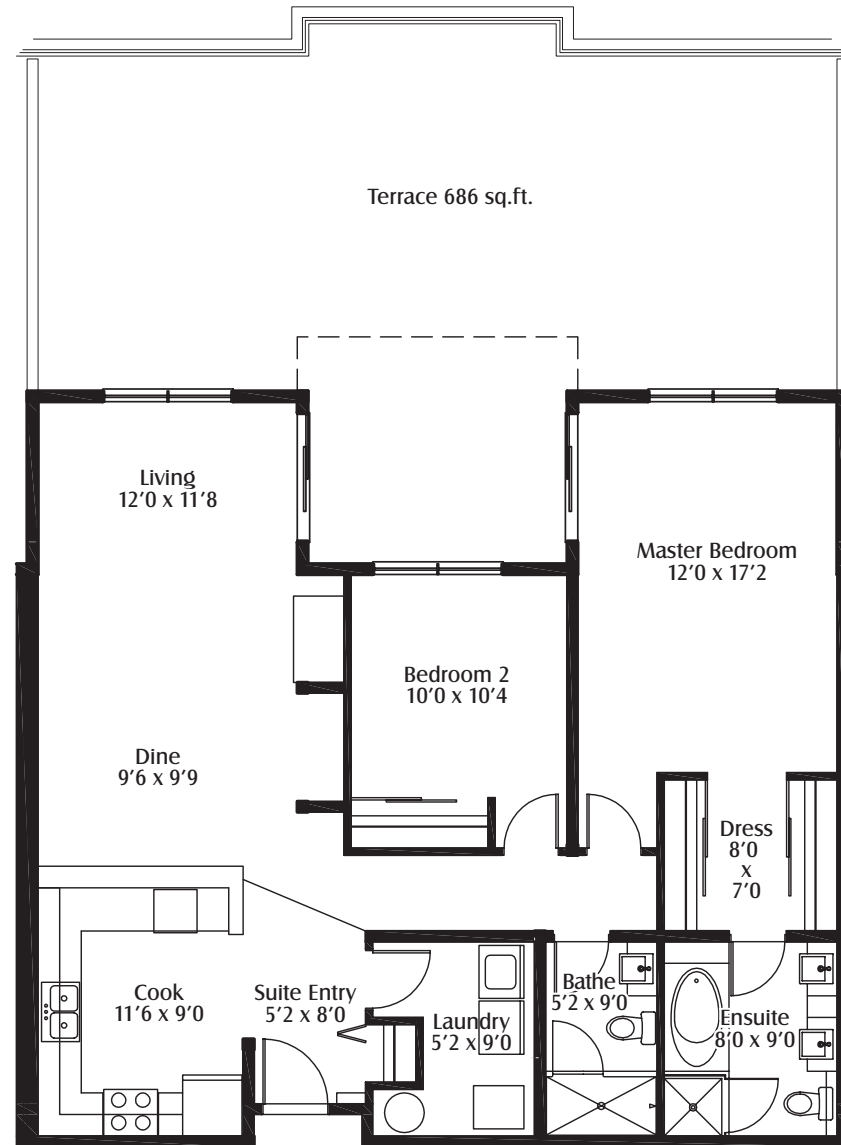 Terrace 686 sq.ft.
Living
12’0 x 11’8
Master Bedroom
12’0 x 17’2
Bedroom 2
10’0 x 10’4
Dine
9’6 x 9’9
Dress
8’0
x
7’0
Cook
11’6 x 9’0
Suite Entry
5’2 x 8’0
Laundry
5’2 x 9’0
Bathe
5’2 x 9’0
Ensuite
8’0 x 9’0